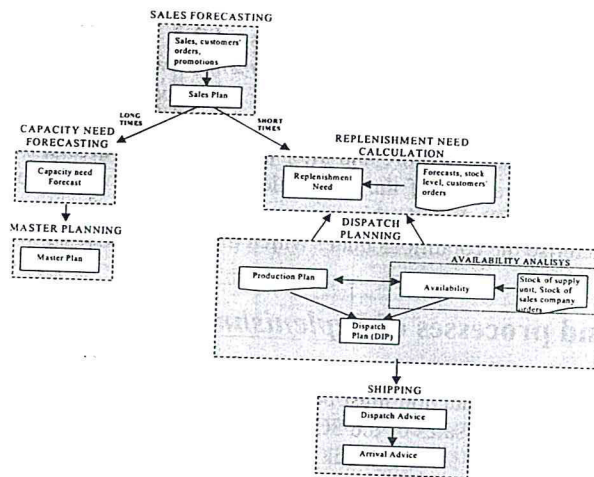 SALES FORECASTING
Sales, customers'
orders,
promotions
Sales Plan
LONG
TIMES
SHORT
TIMES
CAPACITY NEED
FORECASTING
Capacity need
Forecast
MASTER PLANNING
Master Plan
REPLENISHMENT NEED
CALCULATION
Replenishment
Need
Forecasts, stock
level, customers'
orders
DISPATCH
PLANNING
AVAILABILITY ANALISYS
Production Plan
Availability
Stock of supply
unit, Stock of
sales company
orders
Dispatch
Plan (DIP)
nd processes
SHIPPING
Dispatch Advice
Arrival Advice